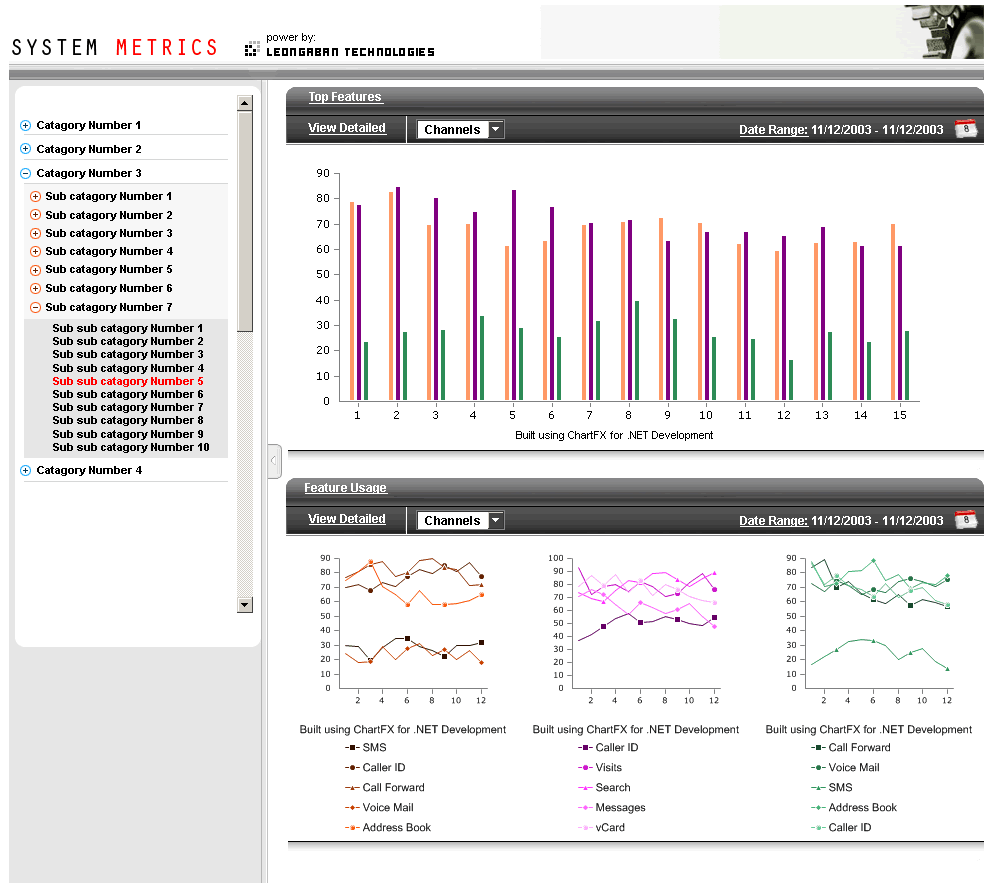 SYSTEM METRICS
power by:
LEONGABAN TECHNOLOGIES
Catagory Number 1
Catagory Number 2
Catagory Number 3
Sub catagory Number 1
Sub catagory Number 2
Sub catagory Number 3
Sub catagory Number 4
Sub catagory Number 5
Sub catagory Number 6
Sub catagory Number 7
Sub sub catagory Number 1
Sub sub catagory Number 2
Sub sub catagory Number 3
Sub sub catagory Number 4
Sub sub catagory Number 5
Sub sub catagory Number 6
Sub sub catagory Number 7
Sub sub catagory Number 8
Sub sub catagory Number 9
Sub sub catagory Number 10
Catagory Number 4
Top Features
View Detailed Channels Date Range: 11/12/2003 - 11/12/2003 8
90
80
70
60
50
40
30
20
10
0
1 2 3 4 5 6 7 8 9 10 11 12 13 14 15
Built using ChartFX for .NET Development
Feature Usage
View Detailed Channels Date Range: 11/12/2003 - 11/12/2003 8
90
80
70
60
50
40
30
20
10
0
2 4 6 8 10 12
Built using ChartFX for .NET Development
SMS
Caller ID
Call Forward
Voice Mail
Address Book
100
90
80
70
60
50
40
30
20
10
0
2 4 6 8 10 12
Built using ChartFX for .NET Development
Caller ID
Visits
Search
Messages
vCard
90
80
70
60
50
40
30
20
10
0
2 4 6 8 10 12
Built using ChartFX for .NET Development
Call Forward
Voice Mail
SMS
Address Book
Caller ID